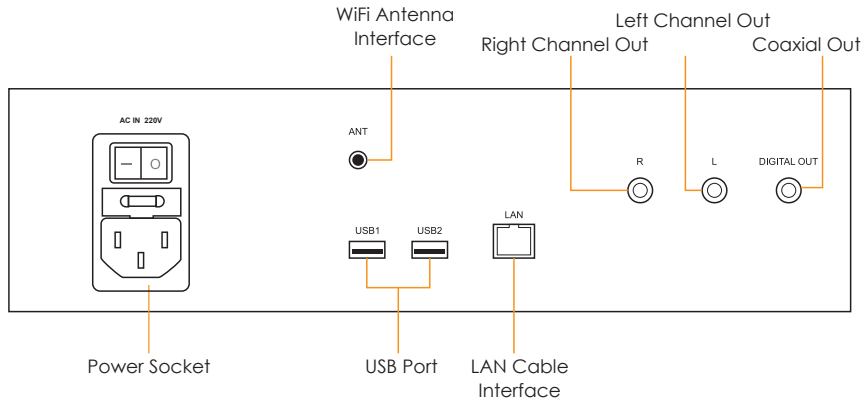 WiFi Antenna
Interface
Left Channel Out
Right Channel Out
Coaxial Out
AC IN 220V
ANT
R
L
DIGITAL OUT
USB1
USB2
LAN
Power Socket
USB Port
LAN Cable
Interface